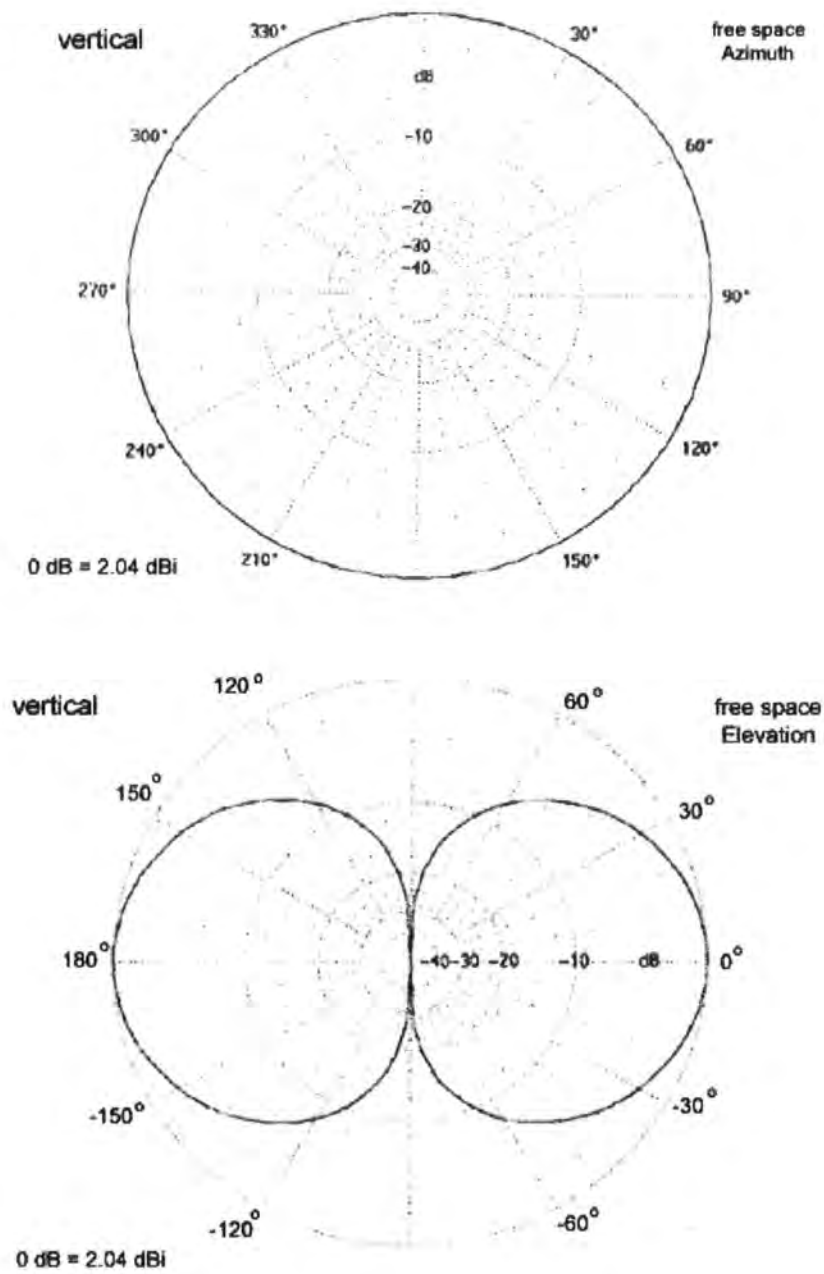 vertical
free space
Azimuth
330°
30°
dB
300°
-10
60°
-20
-30
-40
270°
90°
240°
120°
210°
150°
0 dB = 2.04 dBi
vertical
120°
60°
free space
Elevation
150°
30°
180°
-40 -30 -20 -10 dB
0°
-150°
-30°
-120°
-60°
0 dB = 2.04 dBi